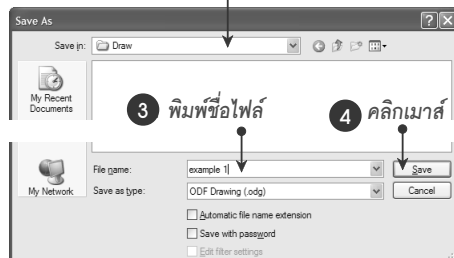 Save As
Save in: Draw
My Recent Documents
3 พิมพ์ชื่อไฟล์
4 คลิกเมาส์
File name: example 1 Save
My Network Save as type: ODF Drawing (.odg) Cancel
Automatic file name extension
Save with password
Edit filter settings